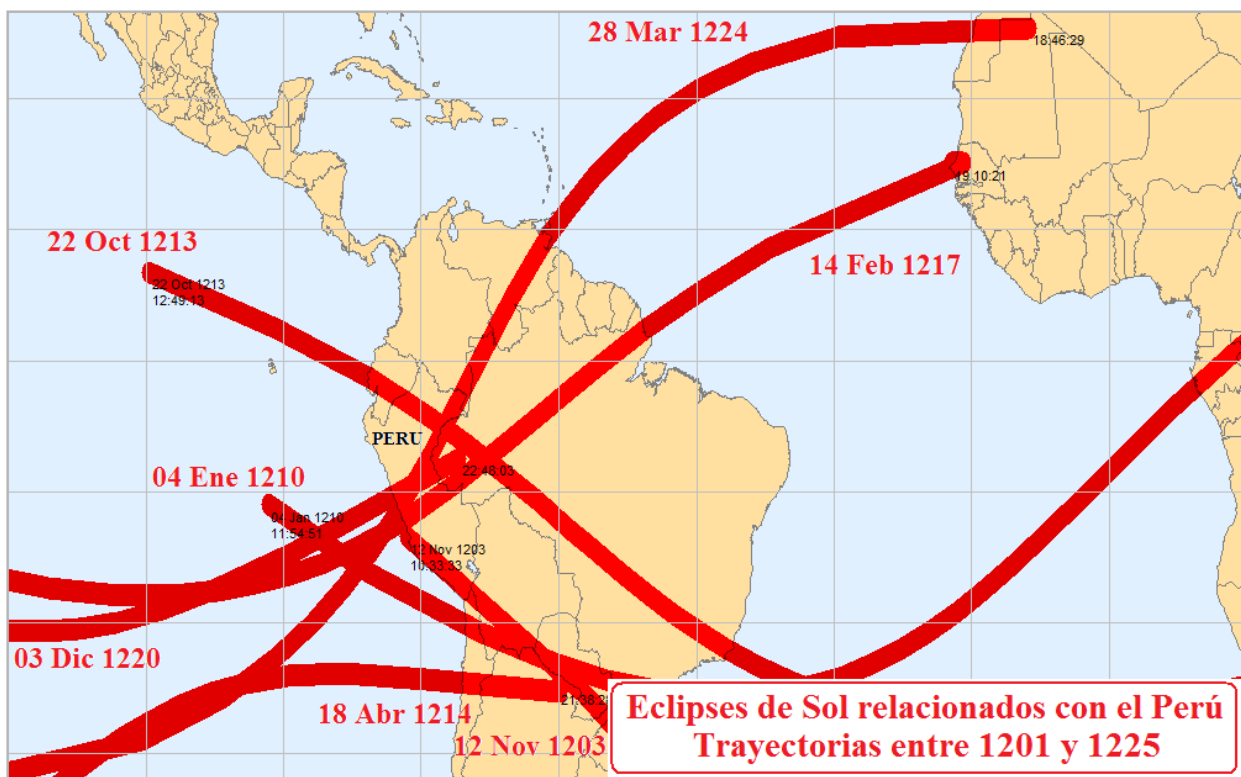 28 Mar 1224
18:46:29
19:10:21
22 Oct 1213
14 Feb 1217
22 Oct 1213
12:49:13
PERU
04 Ene 1210
22:48:03
04 Jan 1210
11:54:51
12 Nov 1203
10:33:33
03 Dic 1220
18 Abr 1214
12 Nov 1203
Eclipses de Sol relacionados con el Perú
Trayectorias entre 1201 y 1225